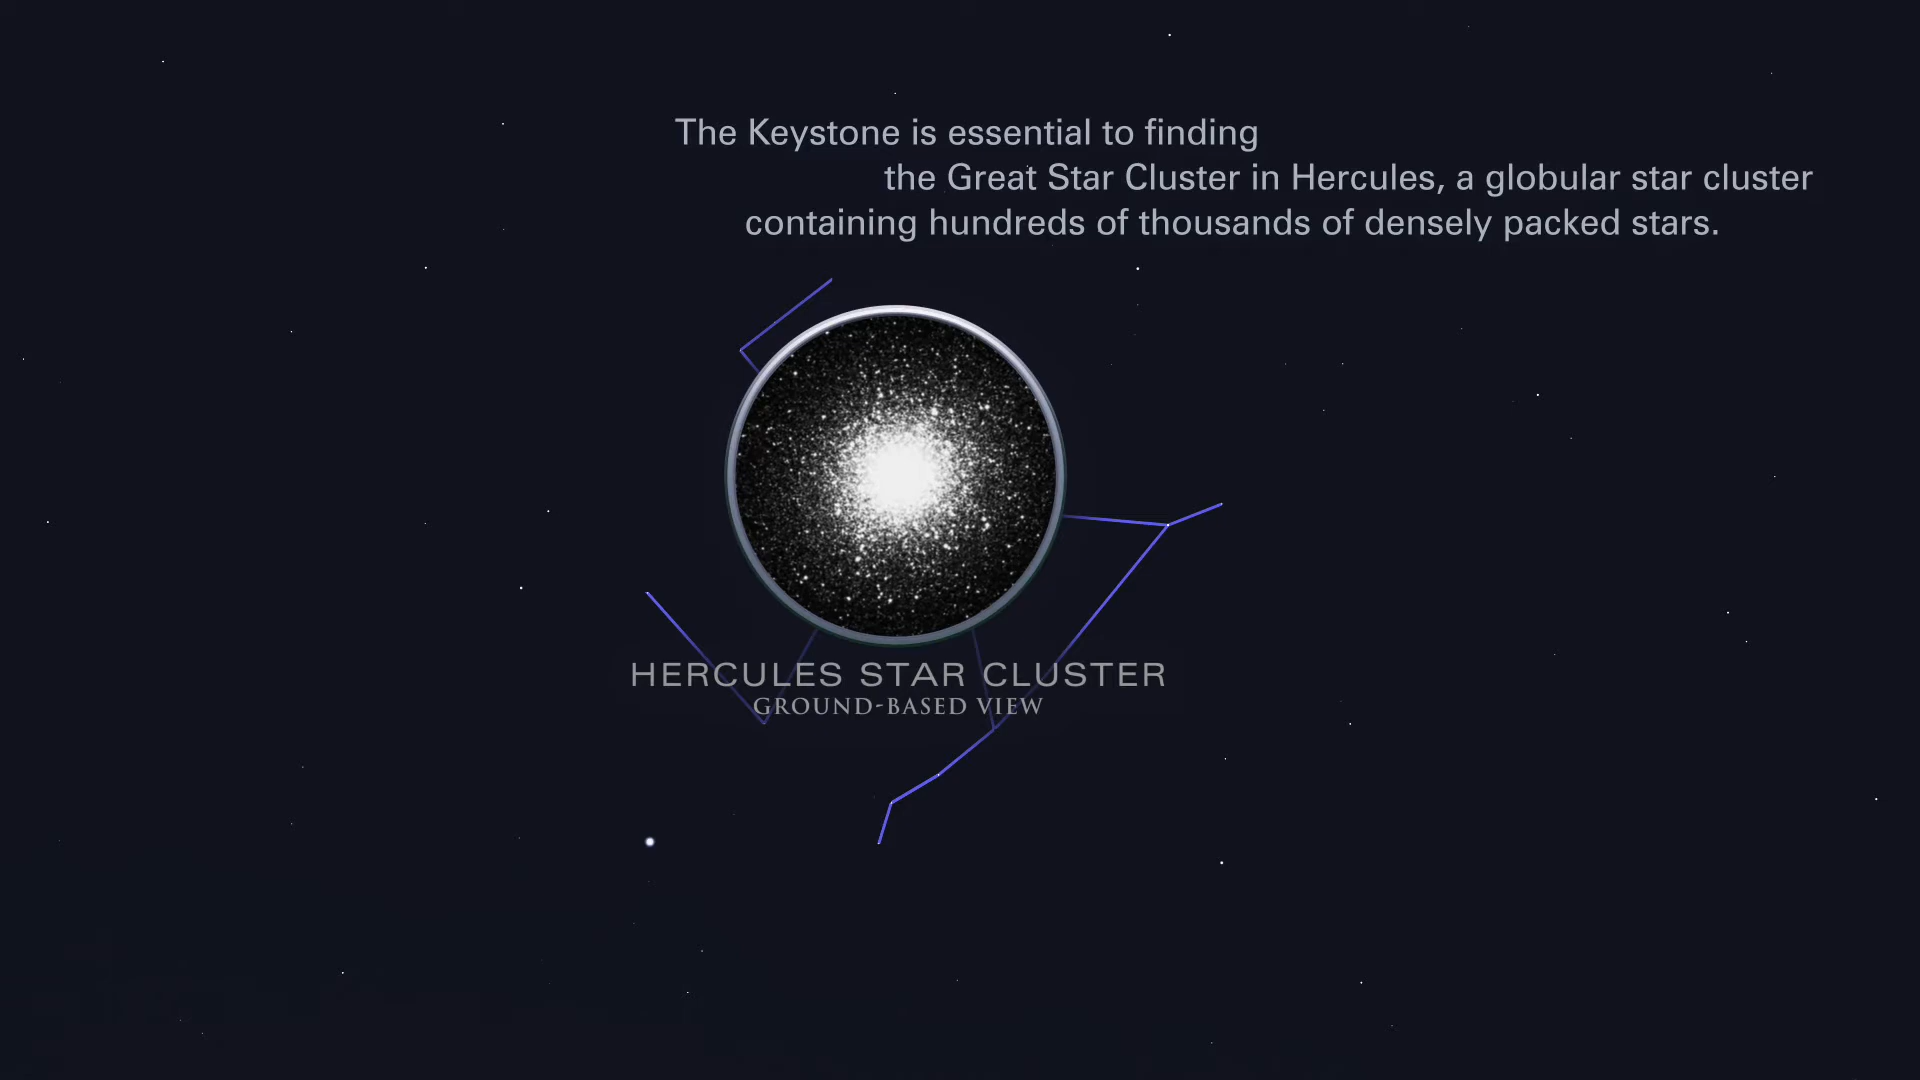 The Keystone is essential to finding
the Great Star Cluster in Hercules, a globular star cluster
containing hundreds of thousands of densely packed stars.
HERCULES STAR CLUSTER
GROUND-BASED VIEW